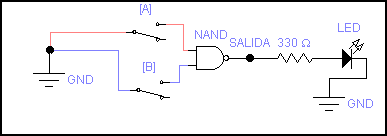 [A]
LED
NAND
SALIDA 330 Ω
[B]
GND
GND